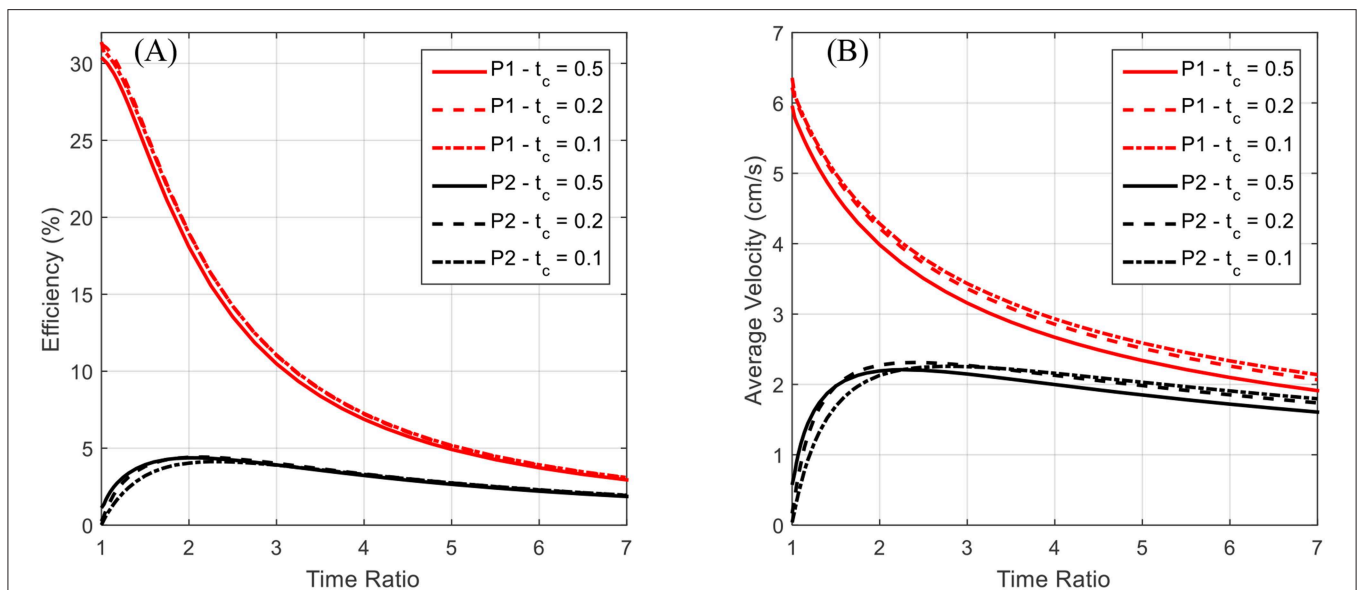 (A)
Efficiency (%)
30
25
20
15
10
5
0
1 2 3 4 5 6 7
Time Ratio
P1 - t_c = 0.5
P1 - t_c = 0.2
P1 - t_c = 0.1
P2 - t_c = 0.5
P2 - t_c = 0.2
P2 - t_c = 0.1
(B)
Average Velocity (cm/s)
7
6
5
4
3
2
1
0
1 2 3 4 5 6 7
Time Ratio
P1 - t_c = 0.5
P1 - t_c = 0.2
P1 - t_c = 0.1
P2 - t_c = 0.5
P2 - t_c = 0.2
P2 - t_c = 0.1